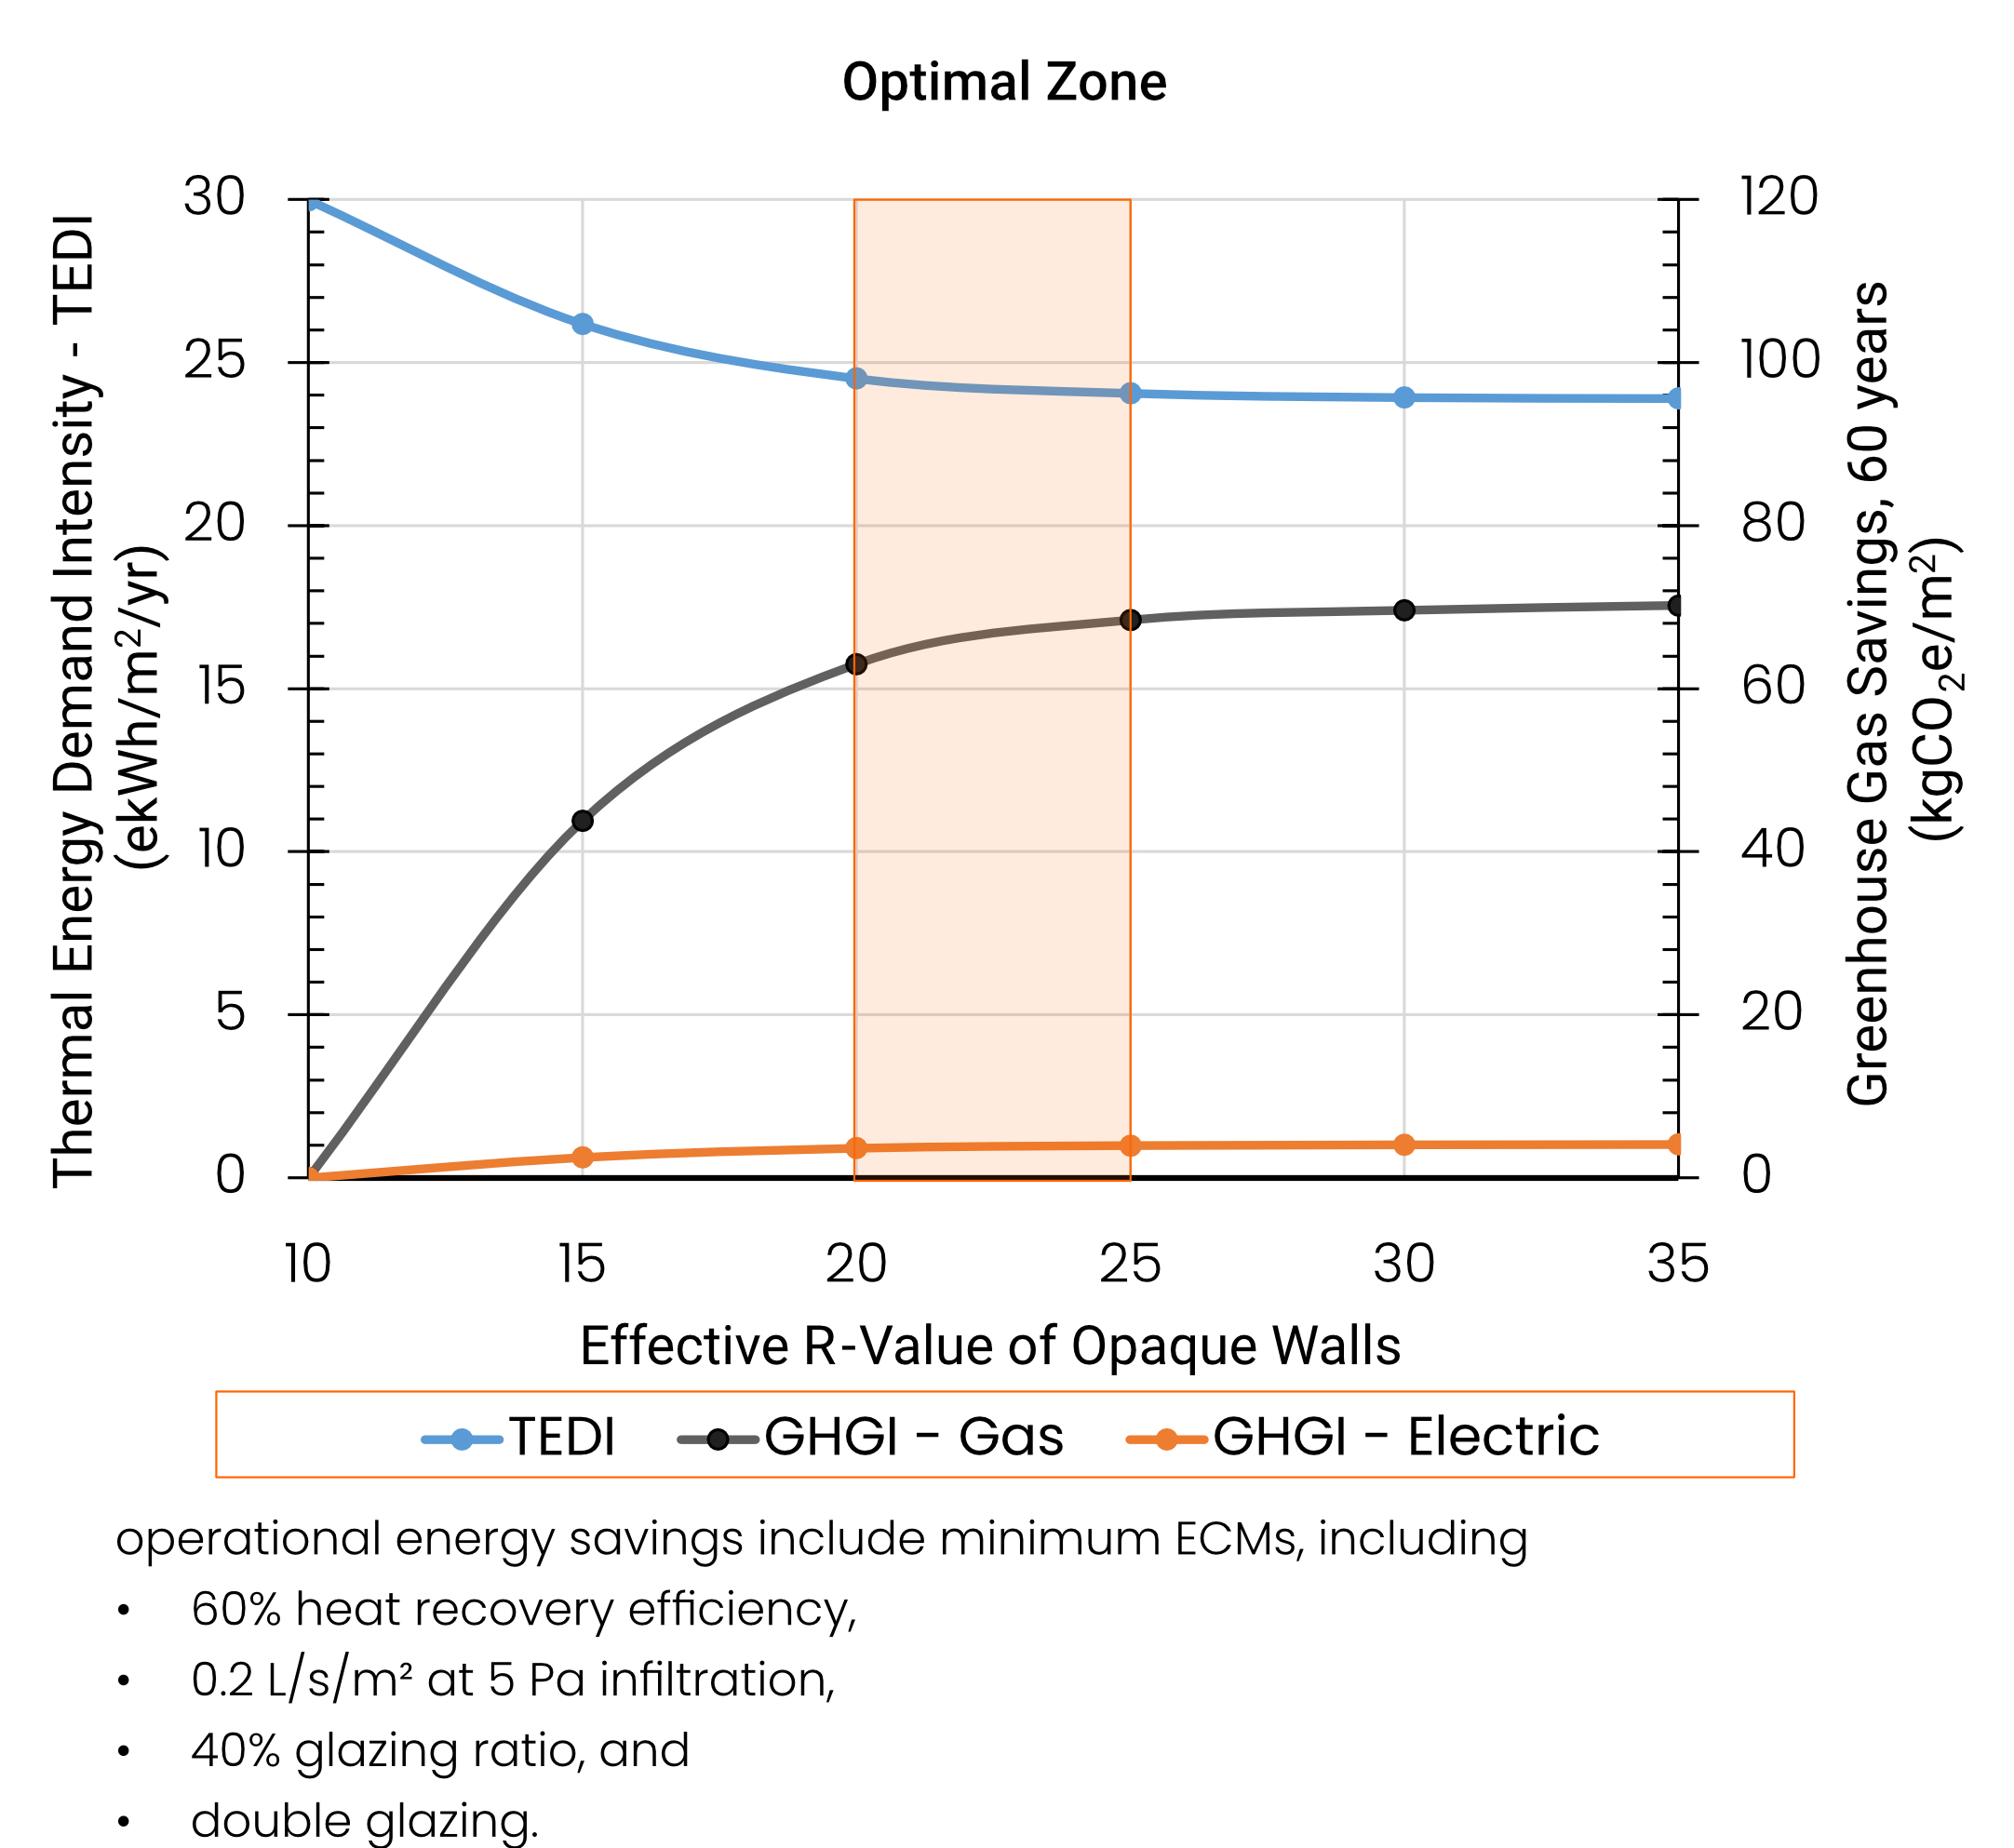 Optimal Zone
Thermal Energy Demand Intensity - TEDI
(ekWh/m²/yr)
30
25
20
15
10
5
0
120
100
80
60
40
20
0
Greenhouse Gas Savings, 60 years
(kgCO₂e/m²)
10 15 20 25 30 35
Effective R-Value of Opaque Walls
TEDI GHGI - Gas GHGI - Electric
operational energy savings include minimum ECMs, including
• 60% heat recovery efficiency,
• 0.2 L/s/m² at 5 Pa infiltration,
• 40% glazing ratio, and
• double glazing.